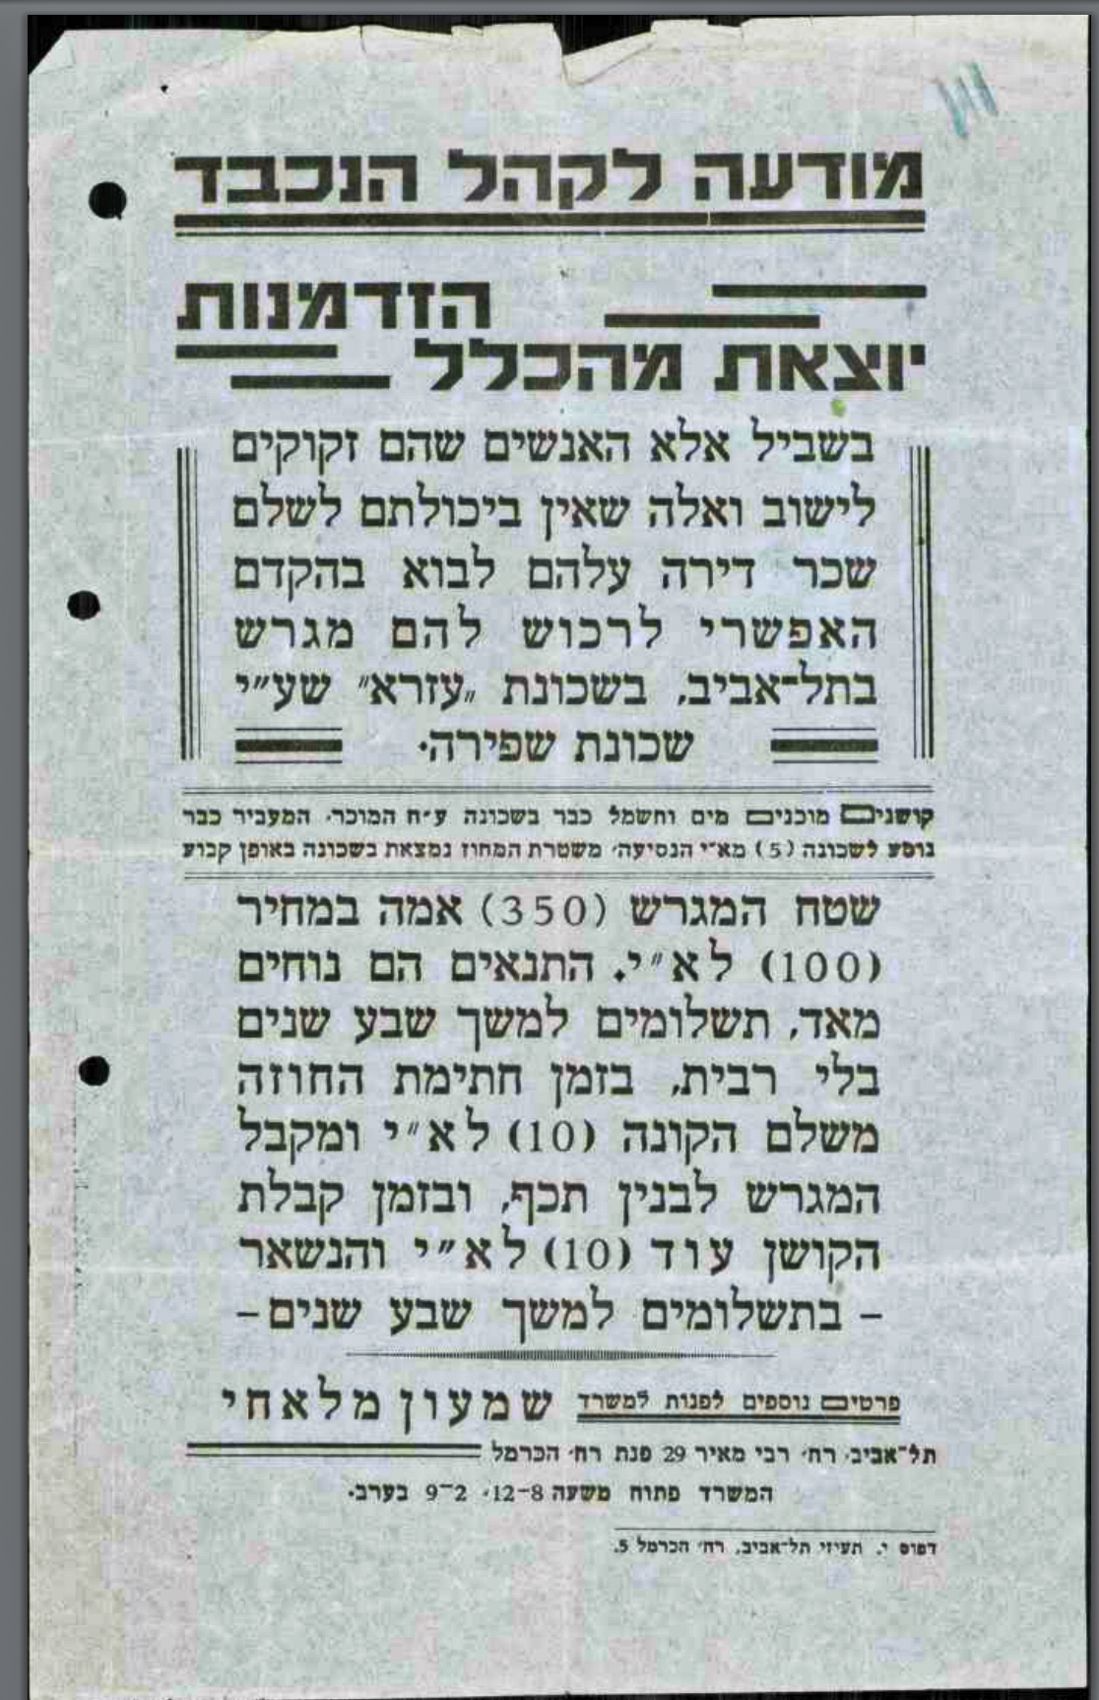 מודעה לקהל הנכבד
הזדמנות
יוצאת מהכלל
בשביל אלא האנשים שהם זקוקים
לישוב ואלה שאין ביכולתם לשלם
שכר דירה עלהם לבוא בהקדם
האפשרי לרכוש להם מגרש
בתל־אביב, בשכונת „עזרא" שע"י
שכונת שפירה.
קושנים מוכנים מים וחשמל כבר בשכונה ע"ח המוכר. המעביר כבר
נוסע לשכונה (5) מא"י הנסיעה. משטרת המחוז נמצאת בשכונה באופן קבוע
שטח המגרש (350) אמה במחיר
(100) לא"י. התנאים הם נוחים
מאד, תשלומים למשך שבע שנים
בלי רבית, בזמן חתימת החוזה
משלם הקונה (10) לא"י ומקבל
המגרש לבנין תכף, ובזמן קבלת
הקושן עוד (10) לא"י והנשאר
– בתשלומים למשך שבע שנים –
פרטים נוספים לפנות למשרד שמעון מלאחי
תל־אביב. רח' רבי מאיר 29 פנת רח' הכרמל
המשרד פתוח משעה 8–12. 2–9 בערב.
דפוס י. תעיזי תל־אביב, רח' הכרמל 5.